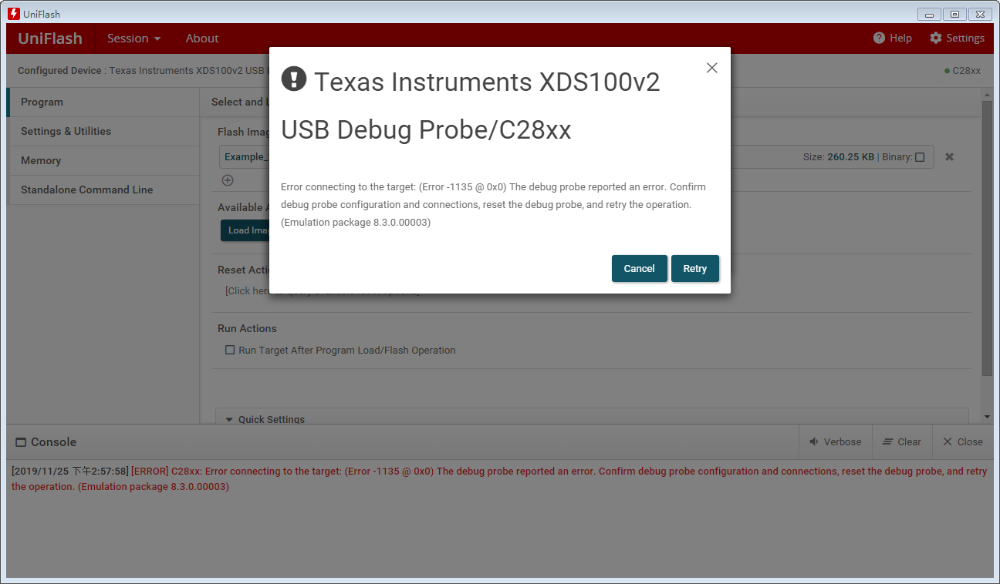 UniFlash
UniFlash Session About Help Settings
Configured Device : Texas Instruments XDS100v2 USB C28xx
Texas Instruments XDS100v2
USB Debug Probe/C28xx
Error connecting to the target: (Error -1135 @ 0x0) The debug probe reported an error. Confirm
debug probe configuration and connections, reset the debug probe, and retry the operation.
(Emulation package 8.3.0.00003)
Cancel Retry
Program
Settings & Utilities
Memory
Standalone Command Line
Select and
Flash
Example_ Size: 260.25 KB | Binary:
Available
Load
Reset
[Click here
Run Actions
Run Target After Program Load/Flash Operation
Quick Settings
Console Verbose Clear Close
[2019/11/25 下午2:57:58] [ERROR] C28xx: Error connecting to the target: (Error -1135 @ 0x0) The debug probe reported an error. Confirm debug probe configuration and connections, reset the debug probe, and retry
the operation. (Emulation package 8.3.0.00003)